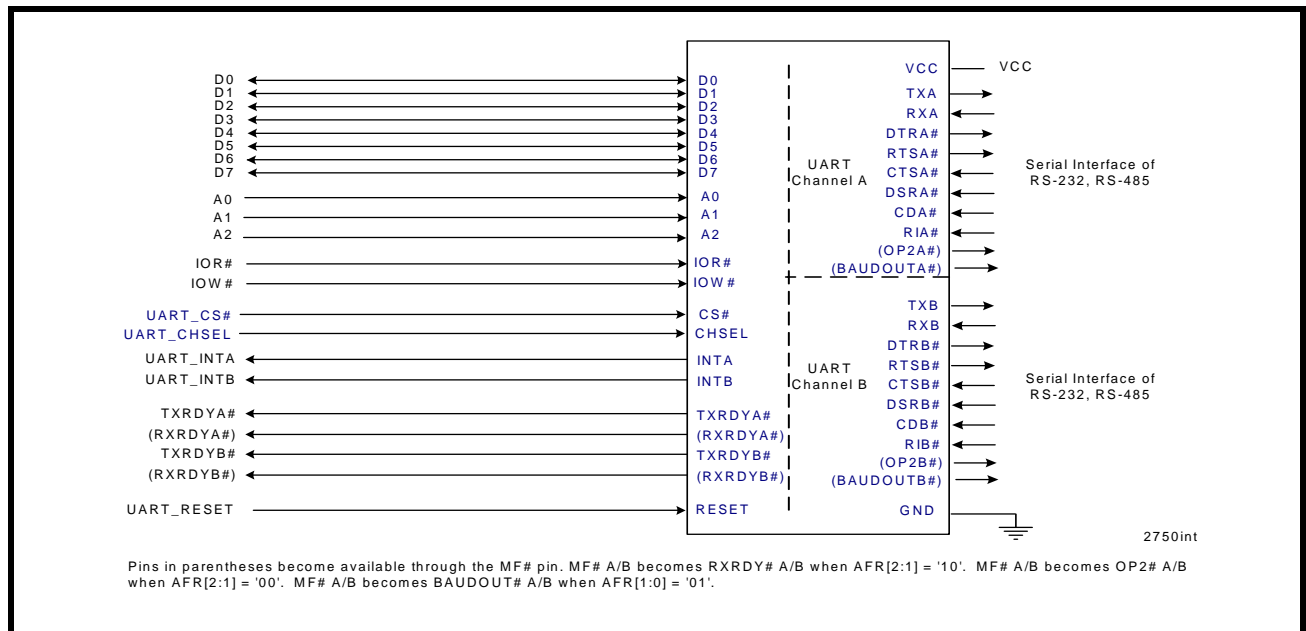 D0
D1
D2
D3
D4
D5
D6
D7
A0
A1
A2
IOR#
IOW#
UART_CS#
UART_CHSEL
UART_INTA
UART_INTB
TXRDYA#
(RXRDYA#)
TXRDYB#
(RXRDYB#)
UART_RESET
D0
D1
D2
D3
D4
D5
D6
D7
A0
A1
A2
IOR#
IOW#
CS#
CHSEL
INTA
INTB
TXRDYA#
(RXRDYA#)
TXRDYB#
(RXRDYB#)
RESET
UART
Channel A
UART
Channel B
VCC
TXA
RXA
DTRA#
RTSA#
CTSA#
DSRA#
CDA#
RIA#
(OP2A#)
(BAUDOUTA#)
TXB
RXB
DTRB#
RTSB#
CTSB#
DSRB#
CDB#
RIB#
(OP2B#)
(BAUDOUTB#)
GND
VCC
Serial Interface of
RS-232, RS-485
Serial Interface of
RS-232, RS-485
2750int
Pins in parentheses become available through the MF# pin. MF# A/B becomes RXRDY# A/B when AFR[2:1] = '10'. MF# A/B becomes OP2# A/B
when AFR[2:1] = '00'. MF# A/B becomes BAUDOUT# A/B when AFR[1:0] = '01'.